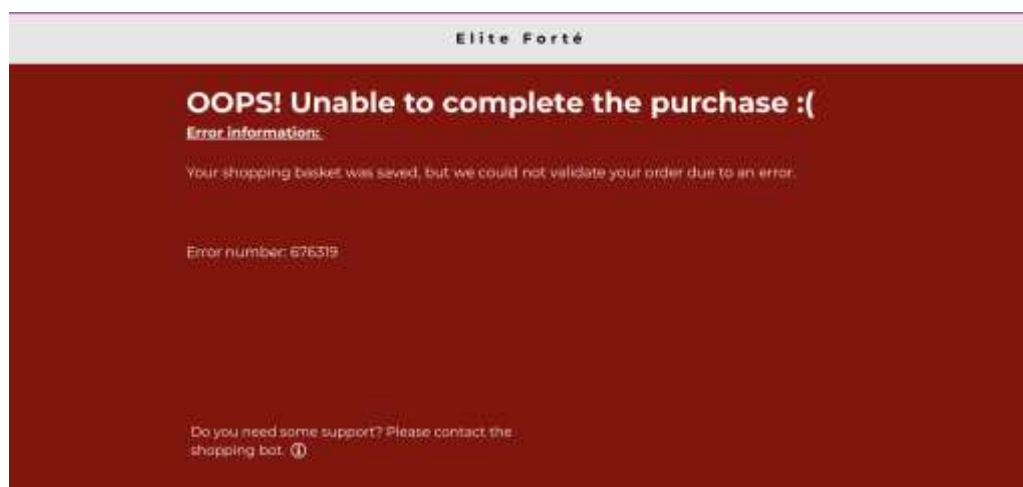 Elite Forté
OOPS! Unable to complete the purchase :(
Error information:
Your shopping basket was saved, but we could not validate your order due to an error.
Error number: 676319
Do you need some support? Please contact the
shopping bot. ⓘ